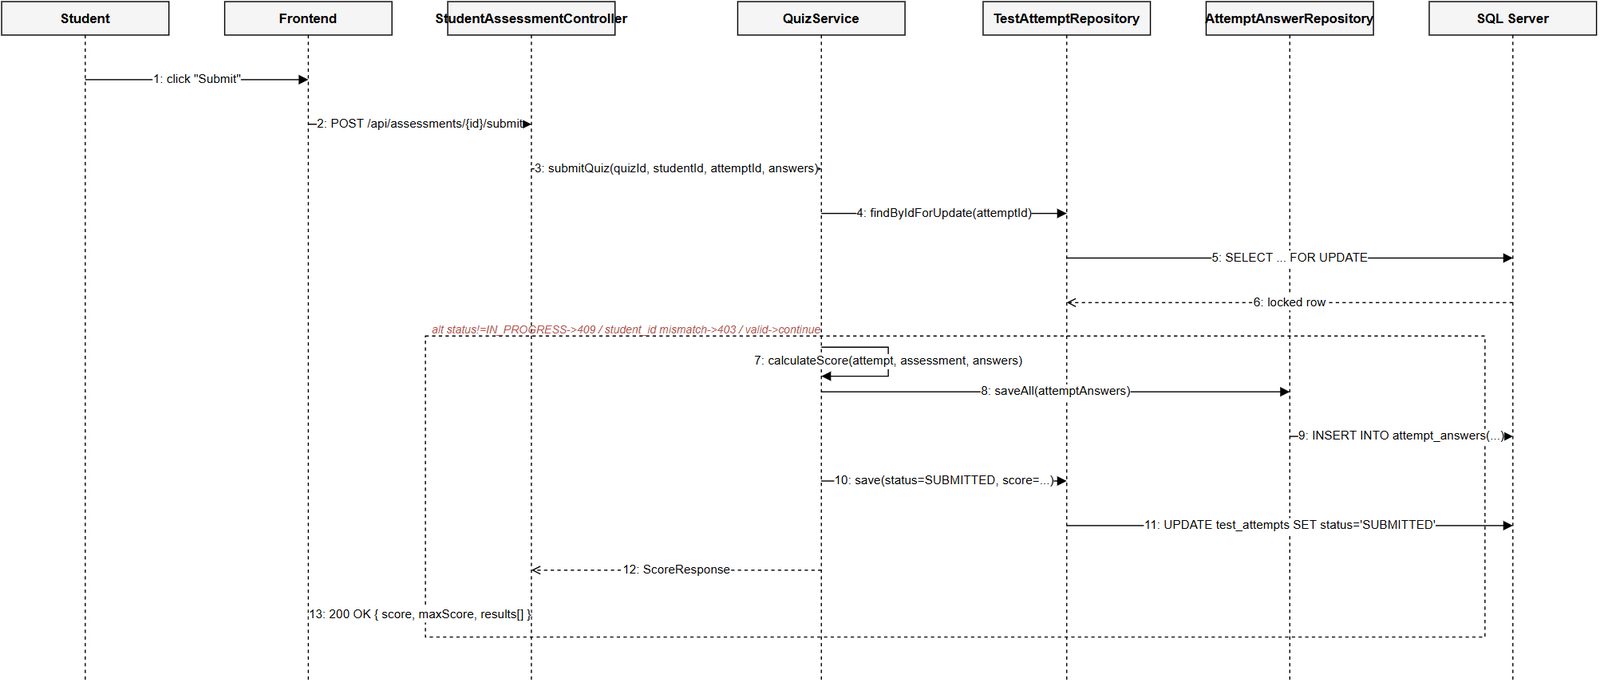 Student
Frontend
StudentAssessmentController
QuizService
TestAttemptRepository
AttemptAnswerRepository
SQL Server
1: click "Submit"
2: POST /api/assessments/{id}/submit
3: submitQuiz(quizId, studentId, attemptId, answers)
4: findByIdForUpdate(attemptId)
5: SELECT ... FOR UPDATE
6: locked row
alt status!=IN_PROGRESS->409 / student_id mismatch->403 / valid->continue
7: calculateScore(attempt, assessment, answers)
8: saveAll(attemptAnswers)
9: INSERT INTO attempt_answers(...)
10: save(status=SUBMITTED, score=...)
11: UPDATE test_attempts SET status='SUBMITTED'
12: ScoreResponse
13: 200 OK { score, maxScore, results[] }